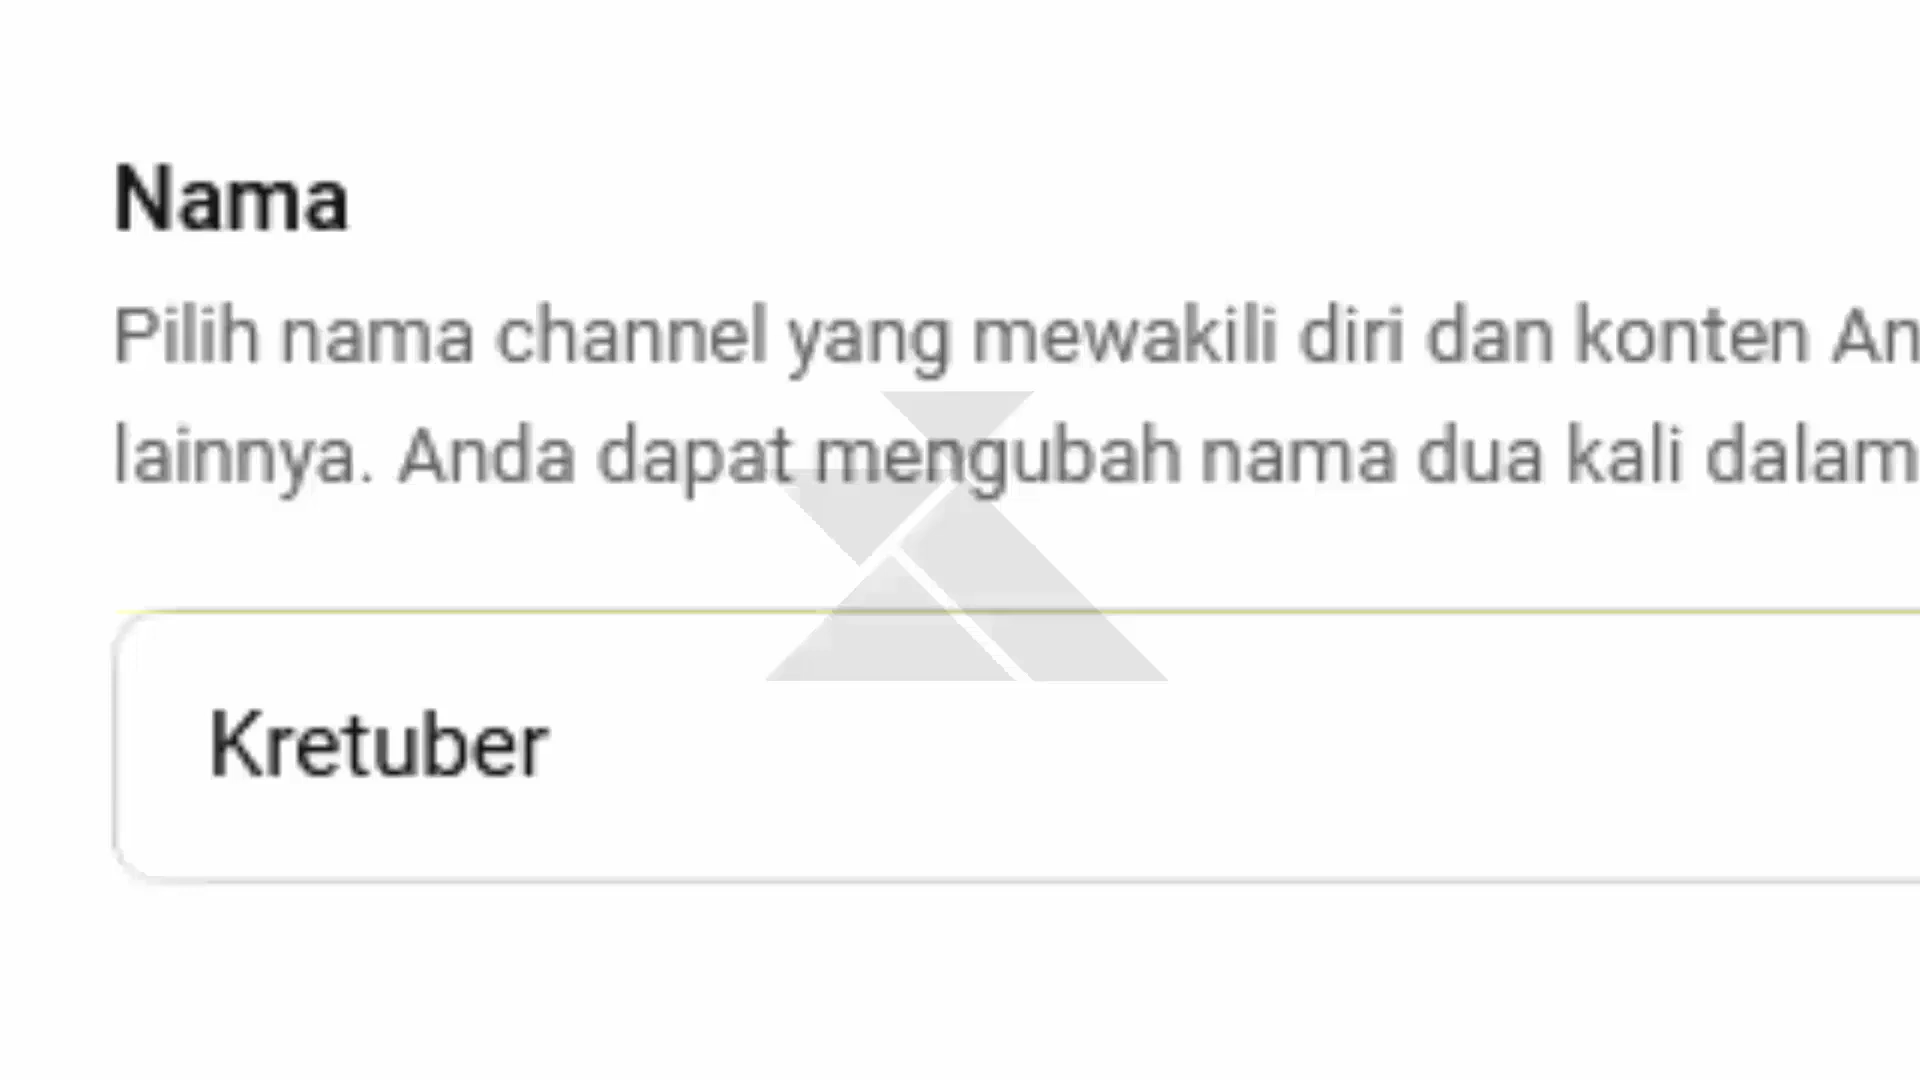 Nama
Pilih nama channel yang mewakili diri dan konten An
lainnya. Anda dapat mengubah nama dua kali dalam
Kretuber